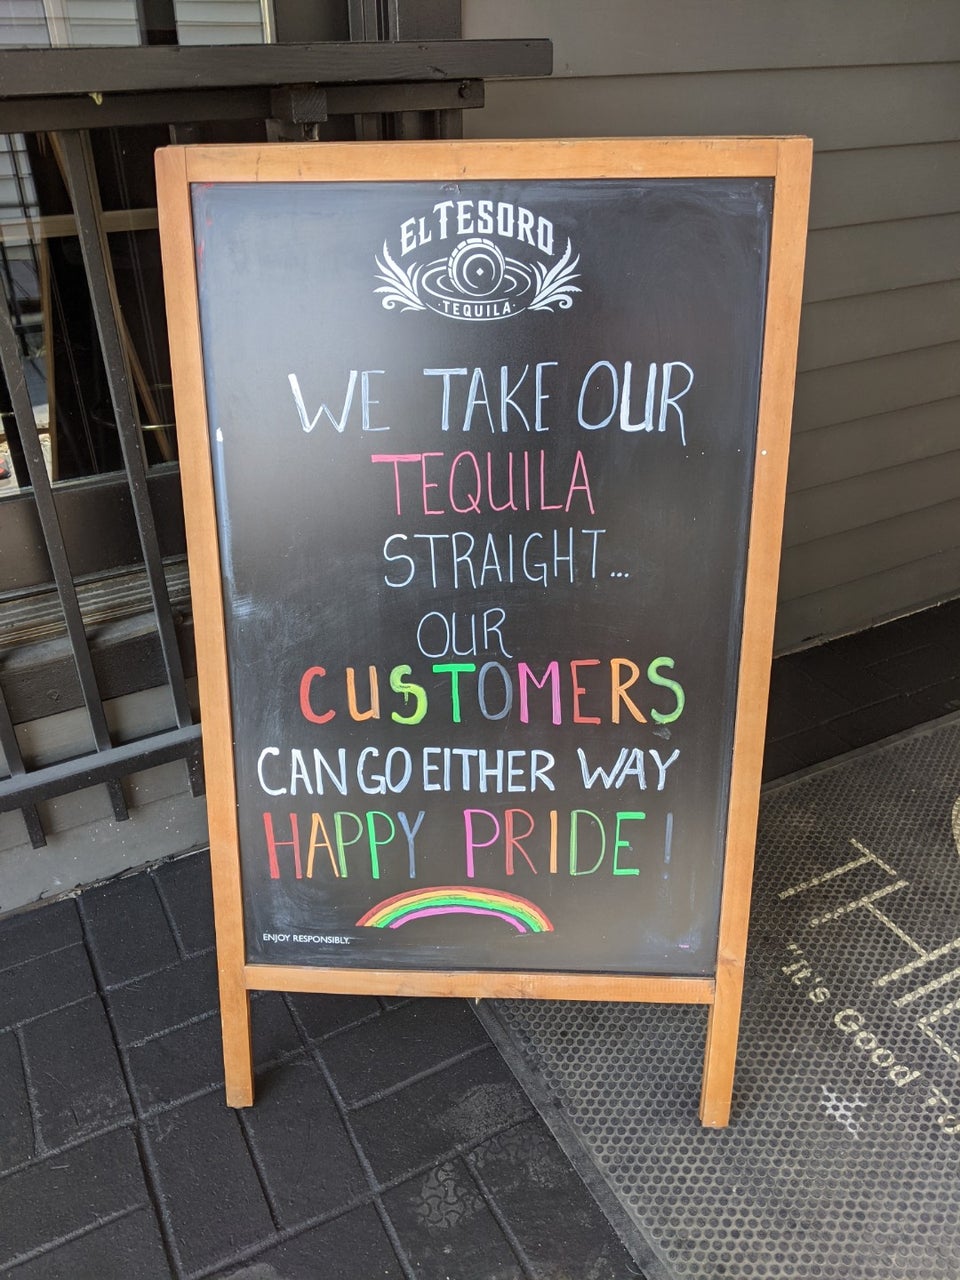 EL TESORO
·TEQUILA·
WE TAKE OUR
TEQUILA
STRAIGHT...
OUR
CUSTOMERS
CAN GO EITHER WAY
HAPPY PRIDE!
ENJOY RESPONSIBLY.
"It's Good To